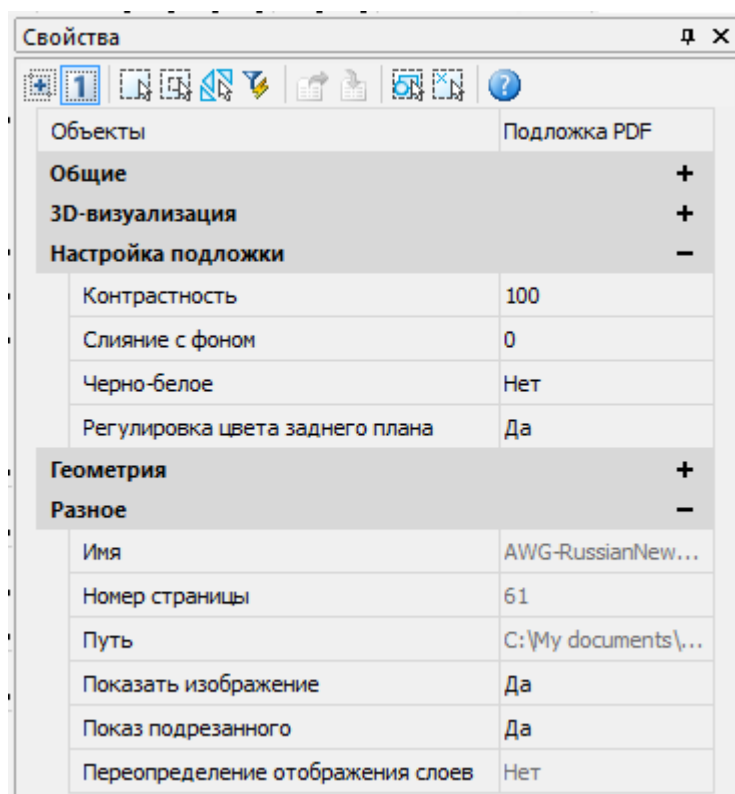 Свойства
1
Объекты Подложка PDF
Общие +
3D-визуализация +
Настройка подложки −
Контрастность 100
Слияние с фоном 0
Черно-белое Нет
Регулировка цвета заднего плана Да
Геометрия +
Разное −
Имя AWG-RussianNew...
Номер страницы 61
Путь C:\My documents\...
Показать изображение Да
Показ подрезанного Да
Переопределение отображения слоев Нет